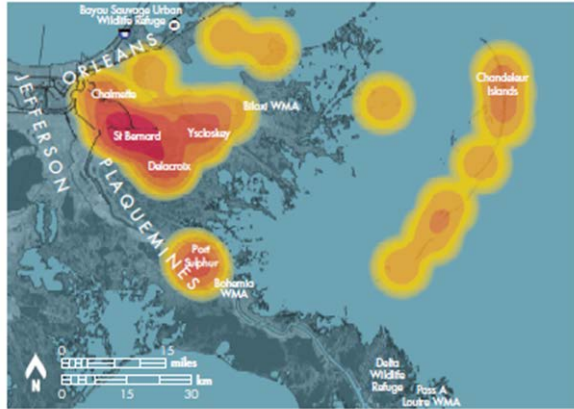 Bayou Sauvage Urban
Wildlife Refuge
ORLEANS
JEFFERSON
Chalmette
Chandeleur
Islands
Biloxi WMA
St Bernard
Yscloskey
Delacroix
PLAQUEMINES
Port
Sulphur
Bohemia
WMA
0 15
miles
0 15 30
km
N
Delta
Wildlife
Refuge
Pass A
Loutre WMA